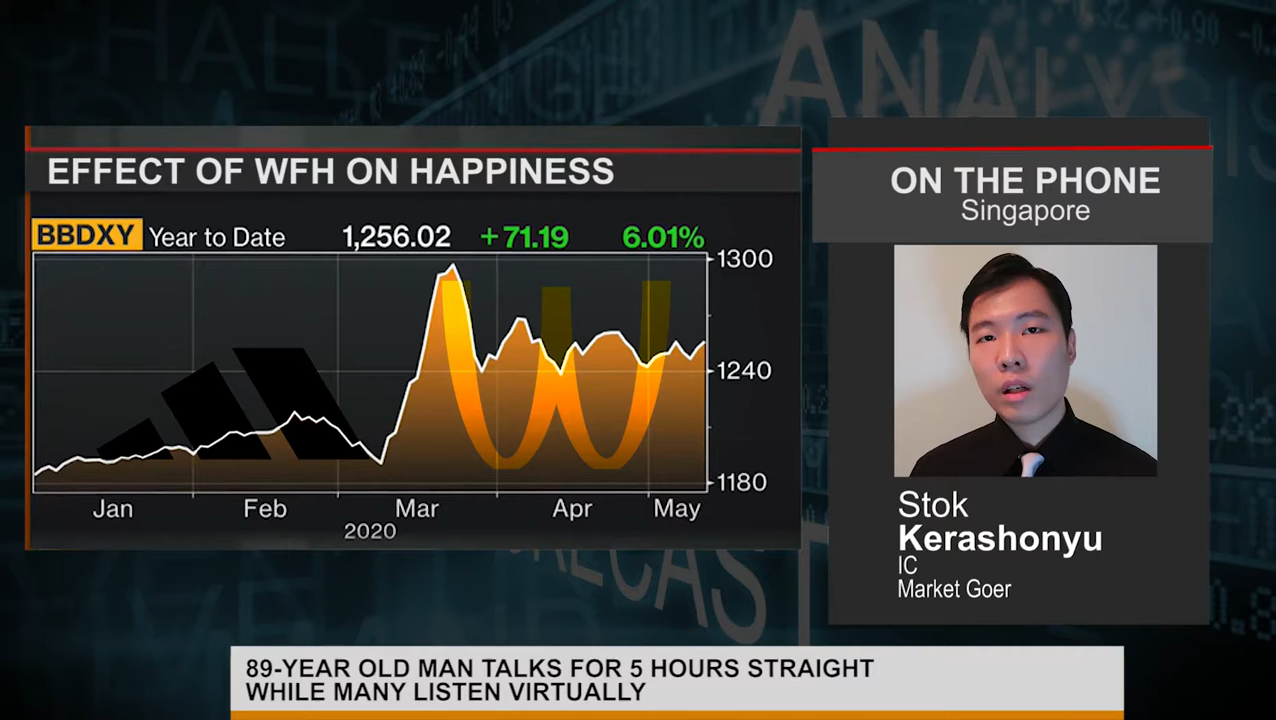 ANALYSIS
EFFECT OF WFH ON HAPPINESS
BBDXY Year to Date 1,256.02 +71.19 6.01%
1300
1240
1180
Jan Feb Mar Apr May
2020
ON THE PHONE
Singapore
Stok
Kerashonyu
IC
Market Goer
89-YEAR OLD MAN TALKS FOR 5 HOURS STRAIGHT
WHILE MANY LISTEN VIRTUALLY